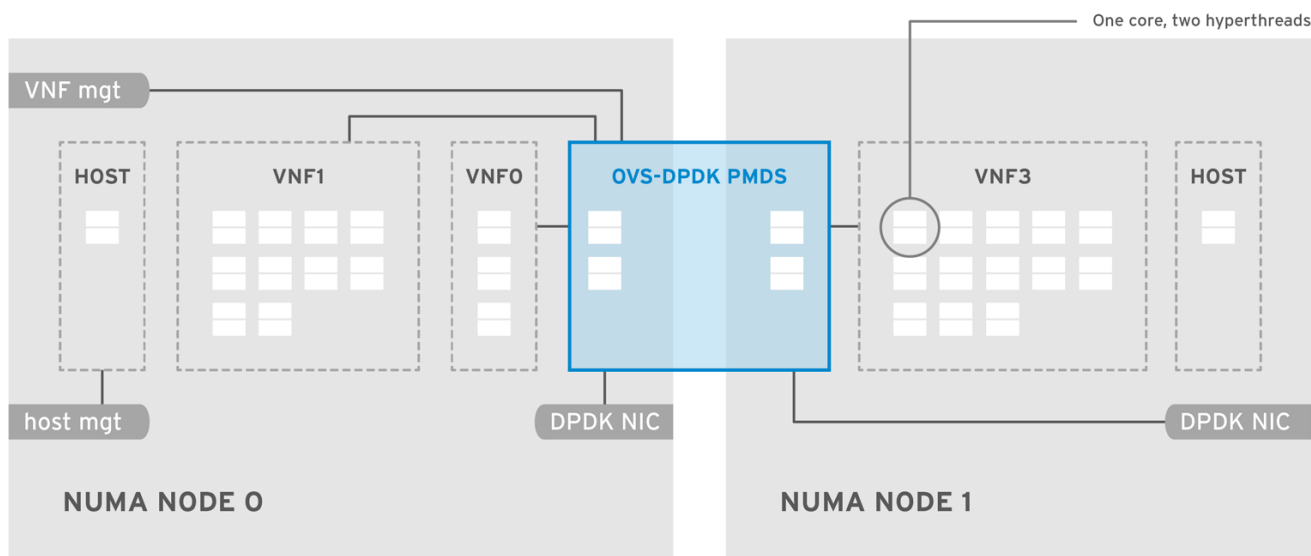 One core, two hyperthreads
VNF mgt
HOST
VNF1
VNF0
OVS-DPDK PMDS
VNF3
HOST
host mgt
DPDK NIC
DPDK NIC
NUMA NODE 0
NUMA NODE 1